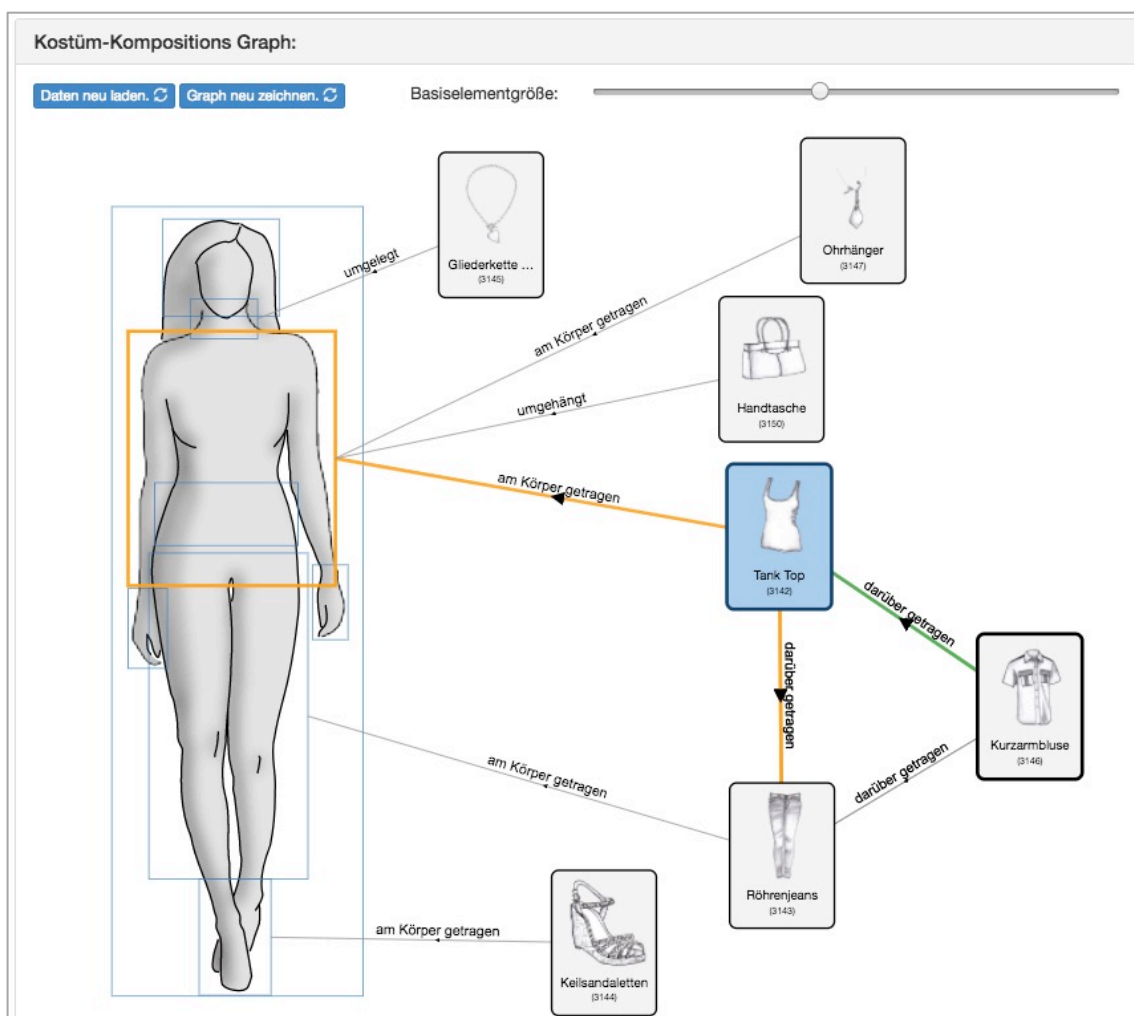 Kostüm-Kompositions Graph:
Daten neu laden.
Graph neu zeichnen.
Basiselementgröße:
Gliederkette ...
(3145)
Ohrhänger
(3147)
umgelegt
am Körper getragen
Handtasche
(3150)
umgehängt
am Körper getragen
Tank Top
(3142)
darüber getragen
darüber getragen
Kurzarmbluse
(3146)
am Körper getragen
darüber getragen
Röhrenjeans
(3143)
am Körper getragen
Keilsandaletten
(3144)